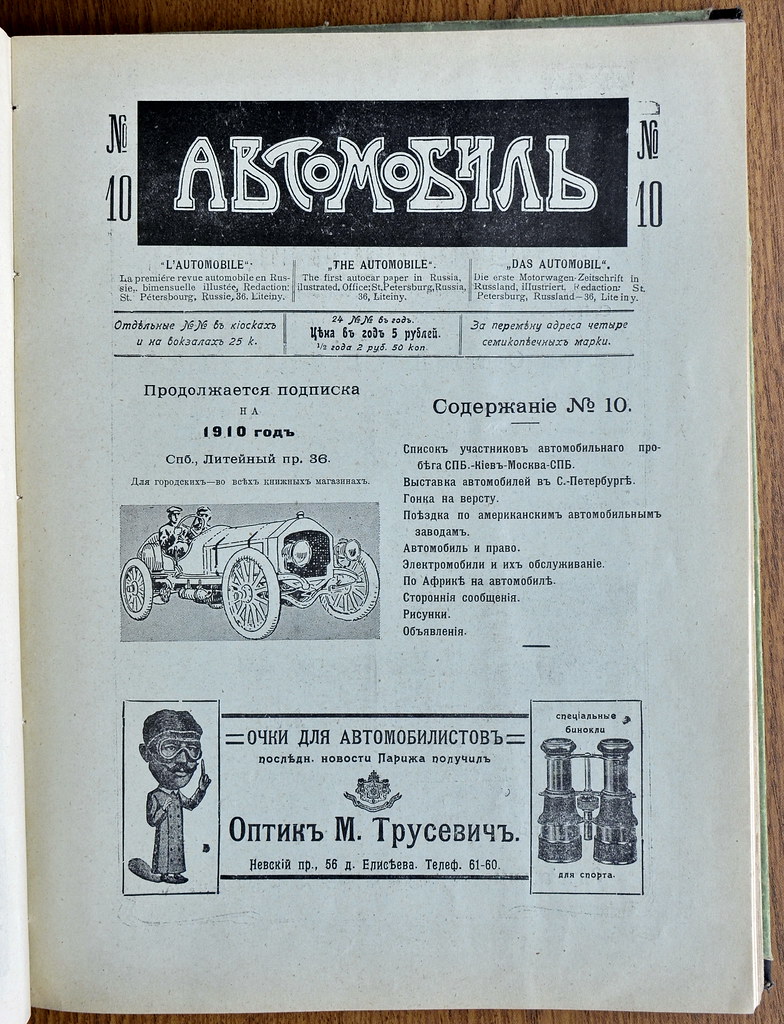 № 10
АВТОМОБИЛЬ
№ 10
"L'AUTOMOBILE".
La premiére revue automobile en Rus-
sie,. bimensuelle illustée, Redaction:
St. Pétersbourg, Russie, 36. Liteiny.
„THE AUTOMOBILE".
The first autocar paper in Russia,
illustrated, Office; St. Petersburg, Russia,
36, Liteiny.
„DAS AUTOMOBIL".
Die erste Motorwagen-Zeitschrift in
Russland, illustriert, Redaction: St.
Petersburg, Russland—36, Liteiny.
Отдѣльные №№ въ кіоскахъ
и на вокзалахъ 25 к.
24 №№ въ годъ.
Цѣна въ годъ 5 рублей.
½ года 2 руб. 50 коп.
За перемѣну адреса четыре
семикопѣечныхъ марки.
Продолжается подписка
НА
1910 годъ
Спб., Литейный пр. 36.
Для городскихъ—во всѣхъ книжныхъ магазинахъ.
Содержаніе № 10.
Списокъ участниковъ автомобильнаго про-
бѣга СПБ.-Кіевъ-Москва-СПБ.
Выставка автомобилей въ С.-Петербургѣ.
Гонка на версту.
Поѣздка по американскимъ автомобильнымъ
заводамъ.
Автомобиль и право.
Электромобили и ихъ обслуживаніе.
По Африкѣ на автомобилѣ.
Стороннія сообщенія.
Рисунки.
Объявленія.
ОЧКИ ДЛЯ АВТОМОБИЛИСТОВЪ
послѣдн. новости Парижа получилъ
Оптикъ М. Трусевичъ.
Невскій пр., 56 д. Елисѣева. Телеф. 61-60.
спеціальные
бинокли
для спорта.